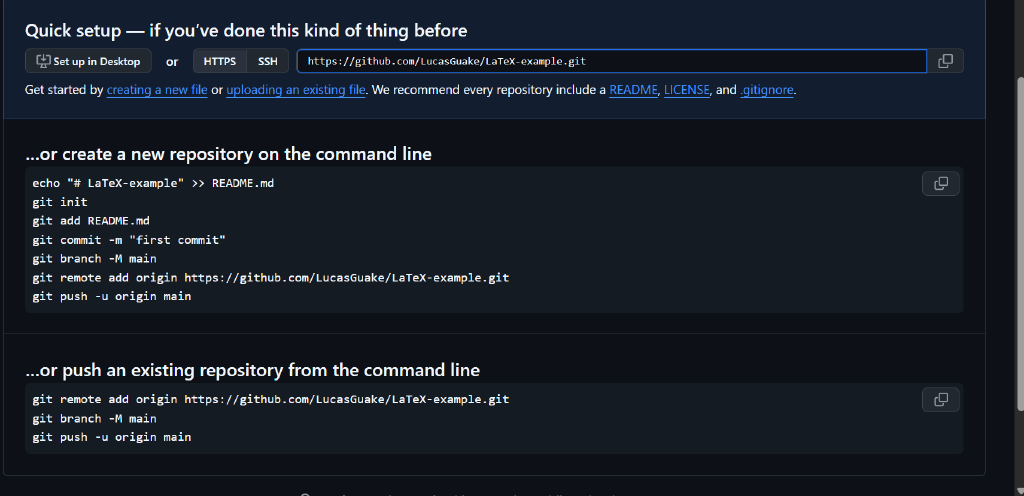 Quick setup — if you’ve done this kind of thing before
Set up in Desktop or HTTPS SSH https://github.com/LucasGuake/LaTeX-example.git
Get started by creating a new file or uploading an existing file. We recommend every repository include a README, LICENSE, and .gitignore.
…or create a new repository on the command line
echo "# LaTeX-example" >> README.md
git init
git add README.md
git commit -m "first commit"
git branch -M main
git remote add origin https://github.com/LucasGuake/LaTeX-example.git
git push -u origin main
…or push an existing repository from the command line
git remote add origin https://github.com/LucasGuake/LaTeX-example.git
git branch -M main
git push -u origin main